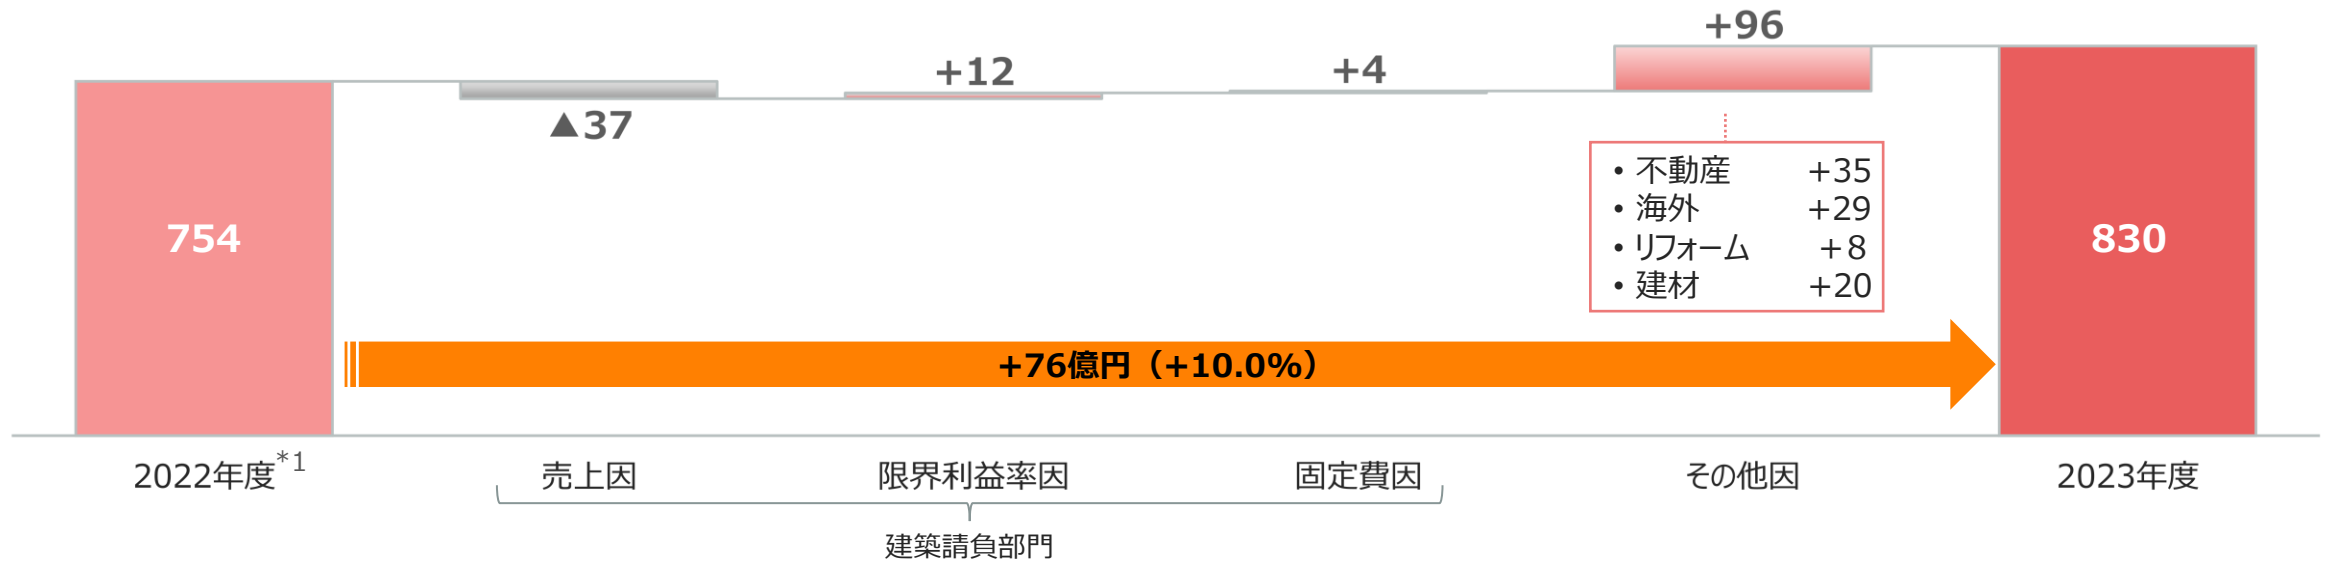 +96
+12
+4
▲37
・不動産 +35
・海外 +29
・リフォーム +8
・建材 +20
754
830
+76億円（+10.0%）
2022年度*1
売上因
限界利益率因
固定費因
その他因
2023年度
建築請負部門